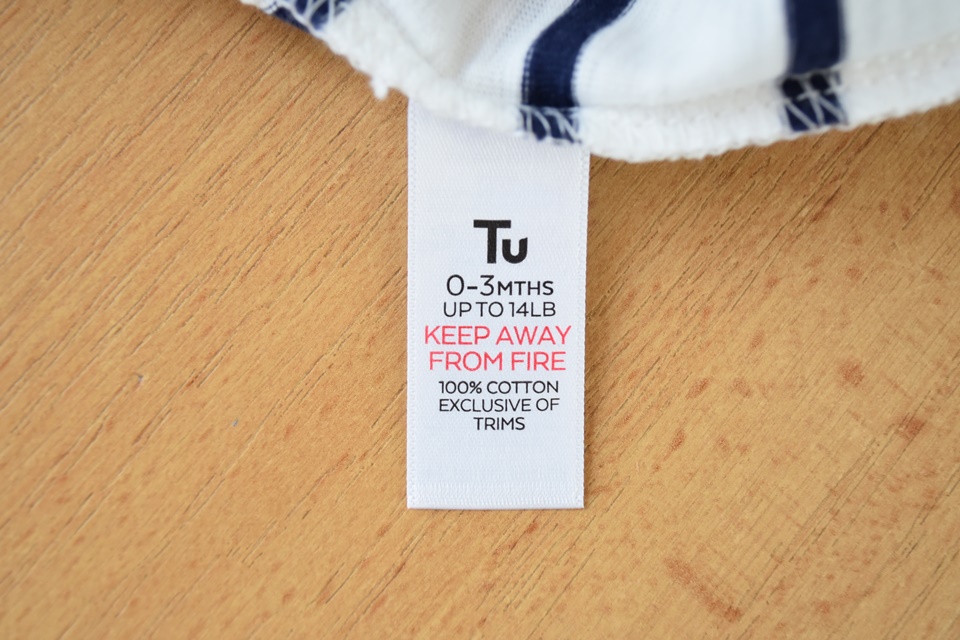 Tu
0-3MTHS
UP TO 14LB
KEEP AWAY
FROM FIRE
100% COTTON
EXCLUSIVE OF
TRIMS